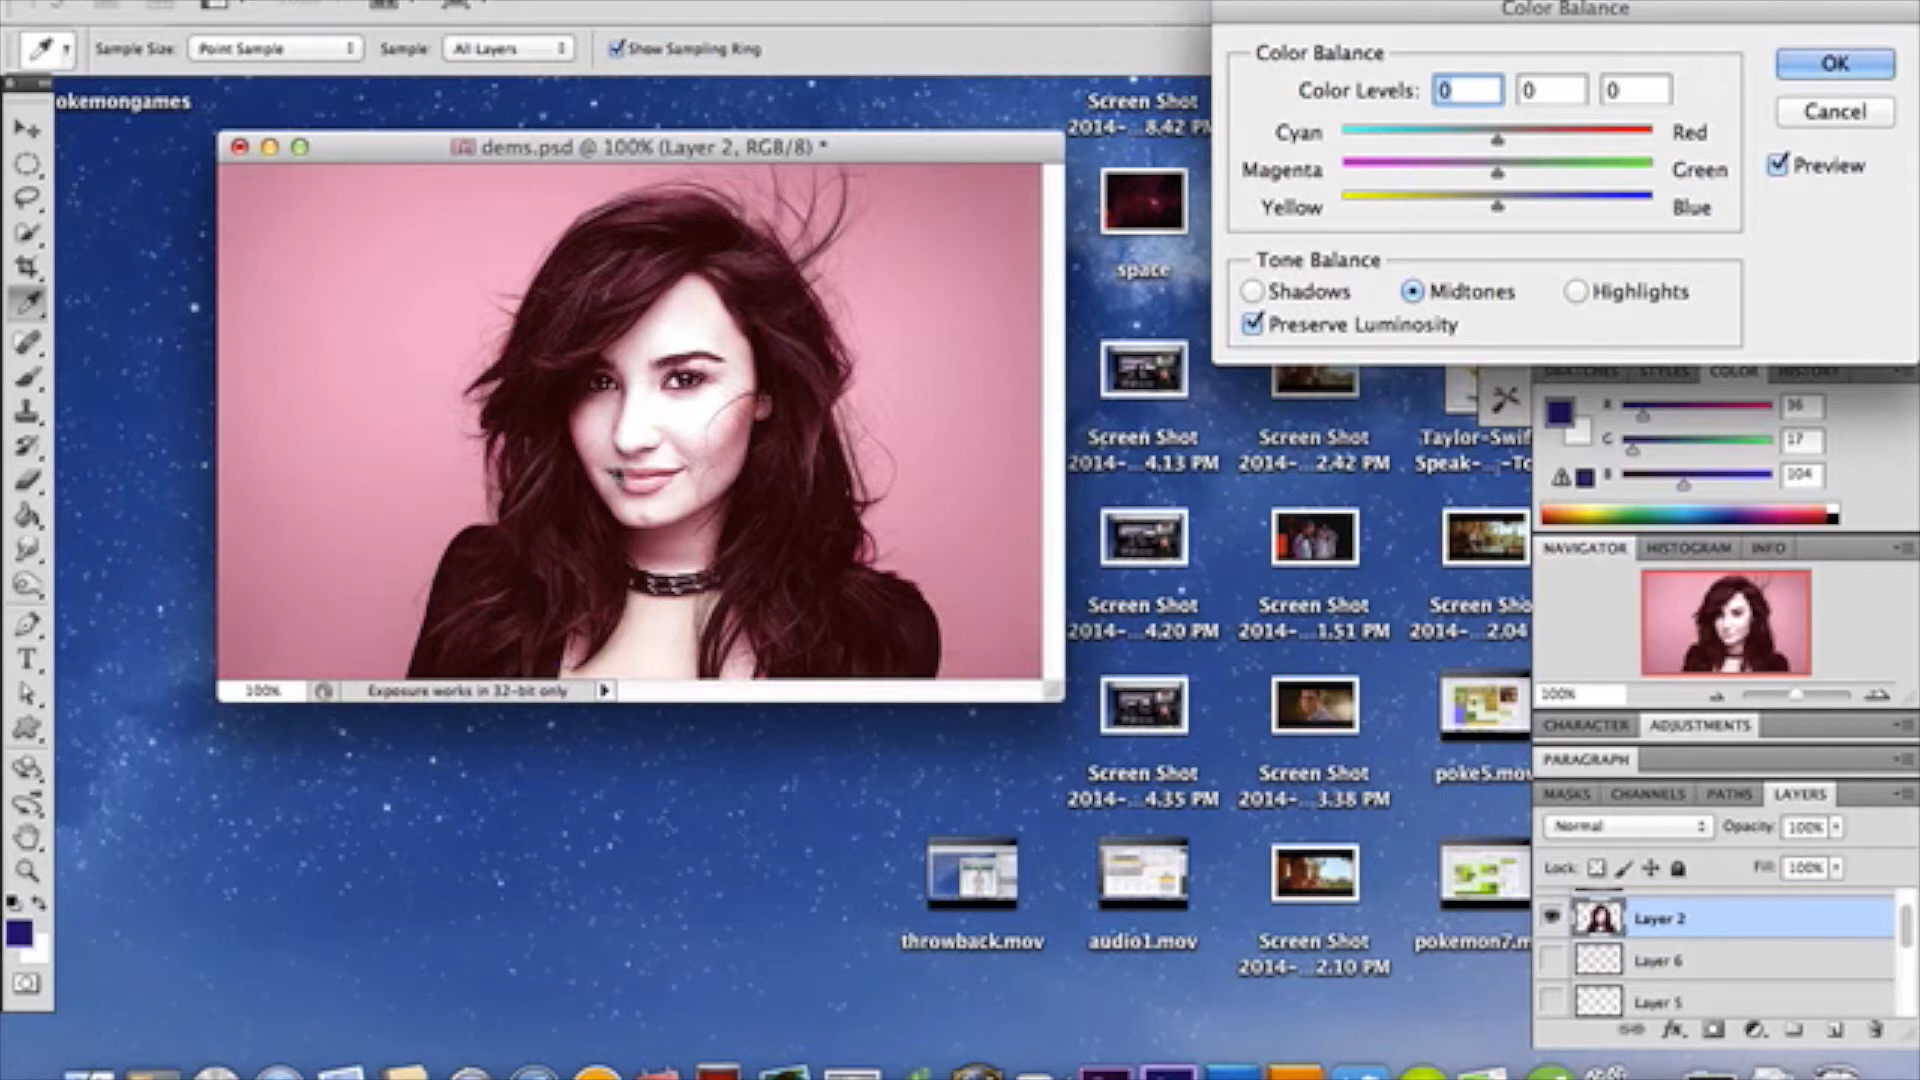 Color Balance
Sample Size: Point Sample Sample: All Layers Show Sampling Ring
Color Balance
Color Levels: 0 0 0
Cyan Red
Magenta Green
Yellow Blue
OK
Cancel
Preview
Tone Balance
Shadows Midtones Highlights
Preserve Luminosity
okemongames
dems.psd @ 100% (Layer 2, RGB/8) *
100% Exposure works in 32-bit only
Screen Shot
2014-...8.42 PM
space
Screen Shot
2014-...4.13 PM
Screen Shot
2014-...2.42 PM
Taylor-Swif
Speak-...-To
Screen Shot
2014-...4.20 PM
Screen Shot
2014-...1.51 PM
Screen Sho
2014-...2.04
Screen Shot
2014-...4.35 PM
Screen Shot
2014-...3.38 PM
poke5.mov
throwback.mov
audio1.mov
Screen Shot
2014-...2.10 PM
pokemon7.m
SWATCHES STYLES COLOR HISTORY
R 36
G 17
B 104
NAVIGATOR HISTOGRAM INFO
100%
CHARACTER ADJUSTMENTS
PARAGRAPH
MASKS CHANNELS PATHS LAYERS
Normal Opacity: 100%
Lock: Fill: 100%
Layer 2
Layer 6
Layer 5